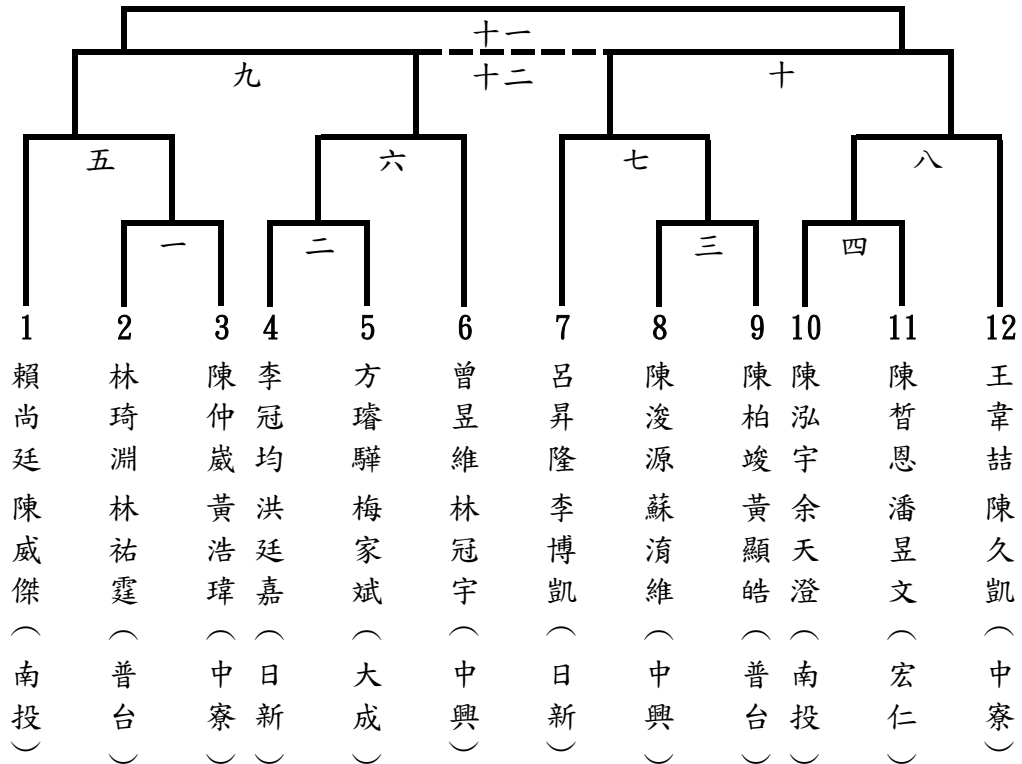 十一
九
十二
十
五
六
七
八
一
二
三
四
1
2
3
4
5
6
7
8
9
10
11
12
賴尚廷 陳威傑（南投）
林琦淵 林祐霆（普台）
陳仲崴 黃浩瑋（中寮）
李冠均 洪廷嘉（日新）
方璿驊 梅家斌（大成）
曾昱維 林冠宇（中興）
呂昇隆 李博凱（日新）
陳浚源 蘇淯維（中興）
陳柏竣 黃顯皓（普台）
陳泓宇 余天澄（南投）
陳皙恩 潘昱文（宏仁）
王韋喆 陳久凱（中寮）